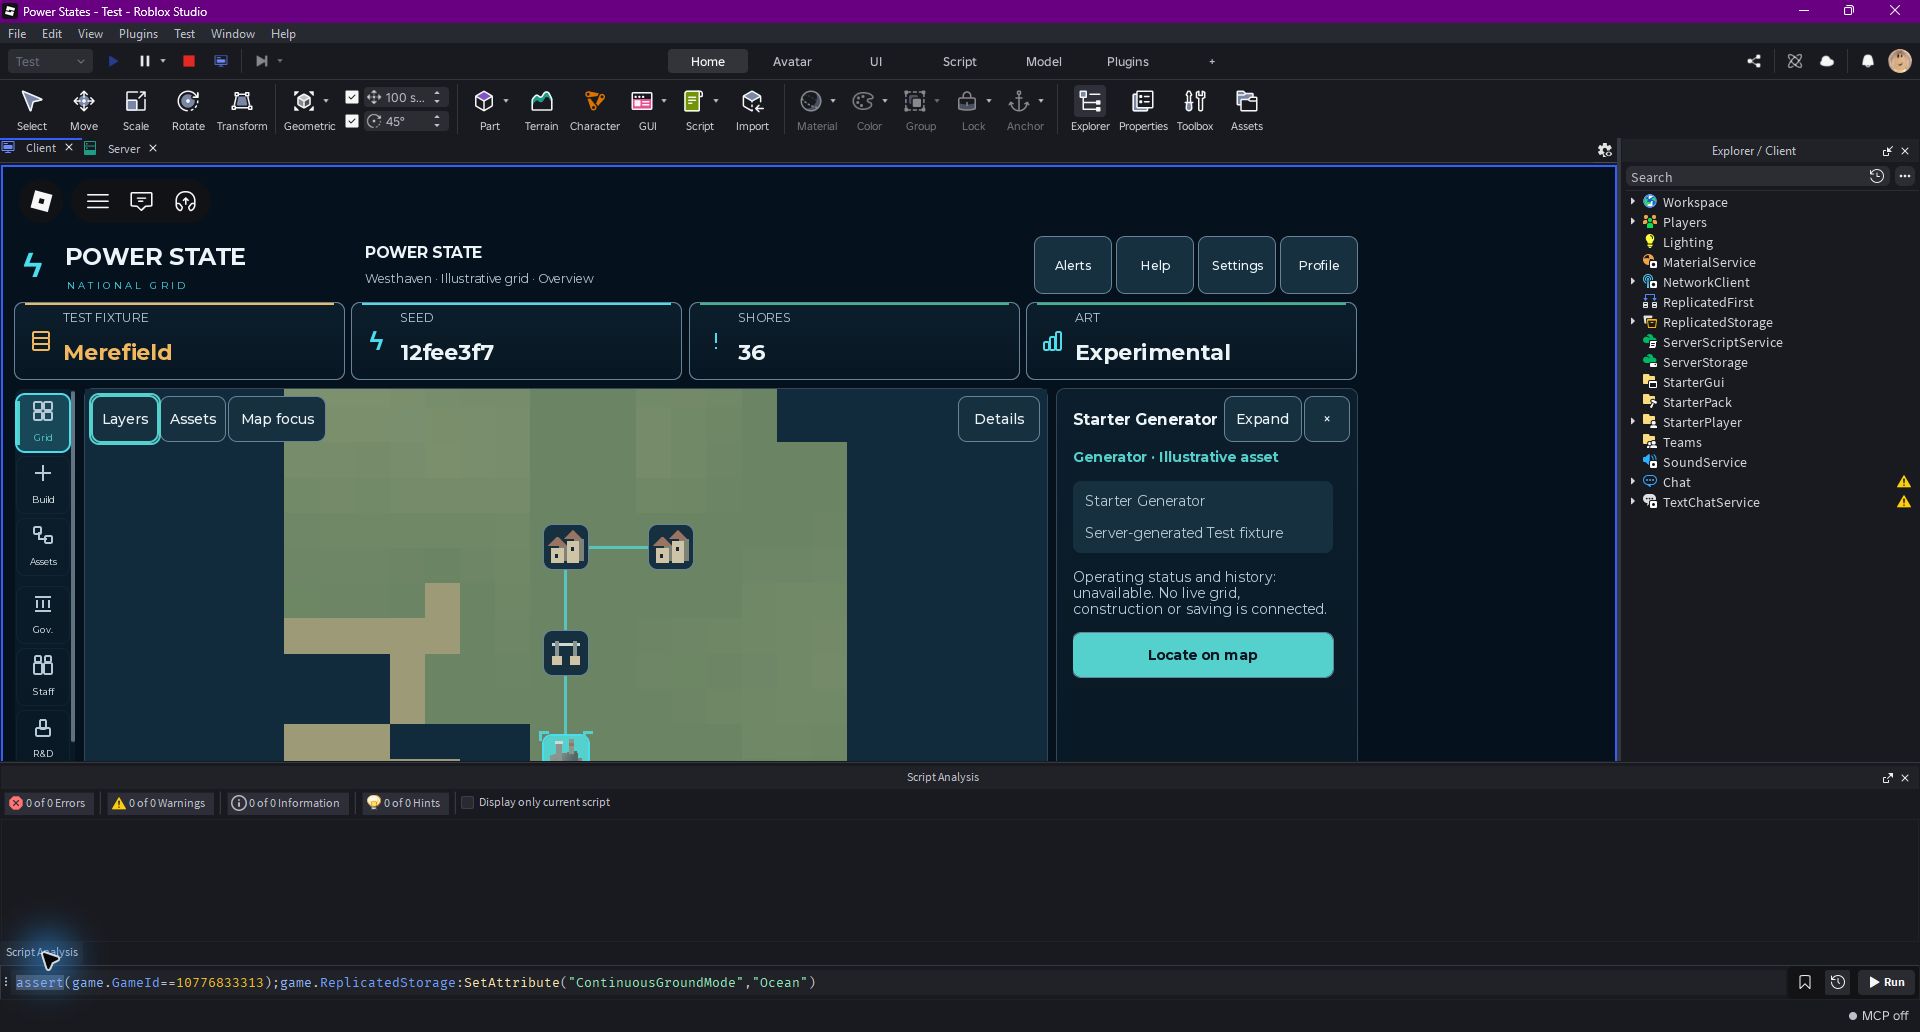 Power States - Test - Roblox Studio
File Edit View Plugins Test Window Help
Test
Home Avatar UI Script Model Plugins +
100 s...
45°
Select Move Scale Rotate Transform Geometric Part Terrain Character GUI Script Import Material Color Group Lock Anchor Explorer Properties Toolbox Assets
Client Server
Explorer / Client
Search
Workspace
Players
Lighting
MaterialService
NetworkClient
ReplicatedFirst
ReplicatedStorage
ServerScriptService
ServerStorage
StarterGui
StarterPack
StarterPlayer
Teams
SoundService
Chat
TextChatService
POWER STATE
NATIONAL GRID
POWER STATE
Westhaven · Illustrative grid · Overview
Alerts Help Settings Profile
TEST FIXTURE
Merefield
SEED
12fee3f7
SHORES
36
ART
Experimental
Grid
Build
Assets
Gov.
Staff
R&D
Layers Assets Map focus Details
Starter Generator Expand ×
Generator · Illustrative asset
Starter Generator
Server-generated Test fixture
Operating status and history:
unavailable. No live grid,
construction or saving is connected.
Locate on map
Script Analysis
0 of 0 Errors 0 of 0 Warnings 0 of 0 Information 0 of 0 Hints Display only current script
Script Analysis
assert(game.GameId==10776833313);game.ReplicatedStorage:SetAttribute("ContinuousGroundMode","Ocean")
Run
MCP off